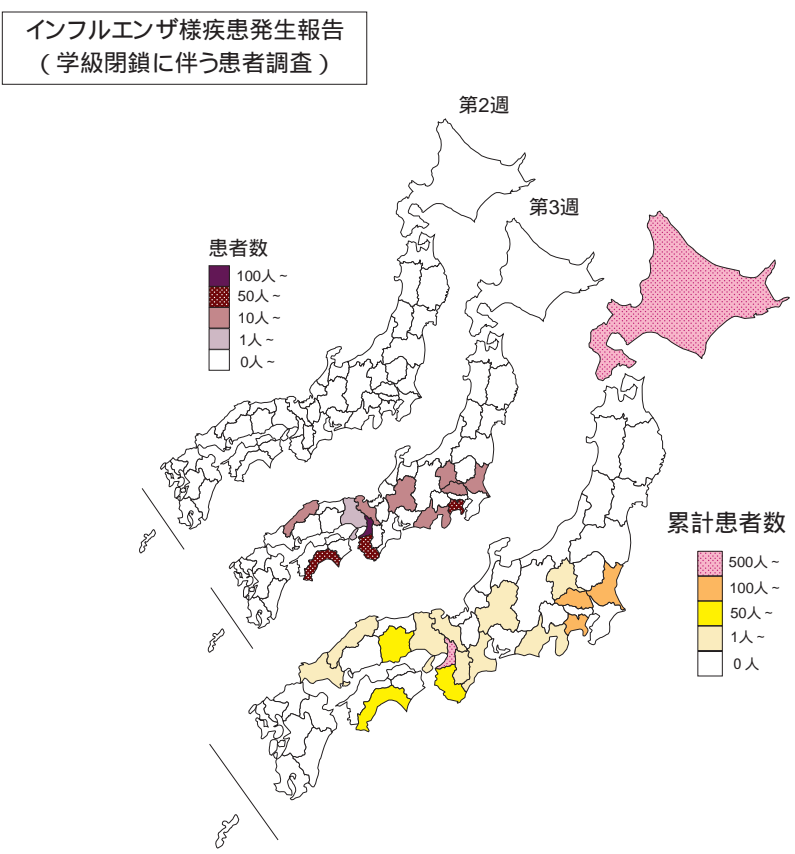 インフルエンザ様疾患発生報告
（学級閉鎖に伴う患者調査）
第2週
第3週
患者数
100人～
50人～
10人～
1人～
0人～
累計患者数
500人～
100人～
50人～
1人～
0人